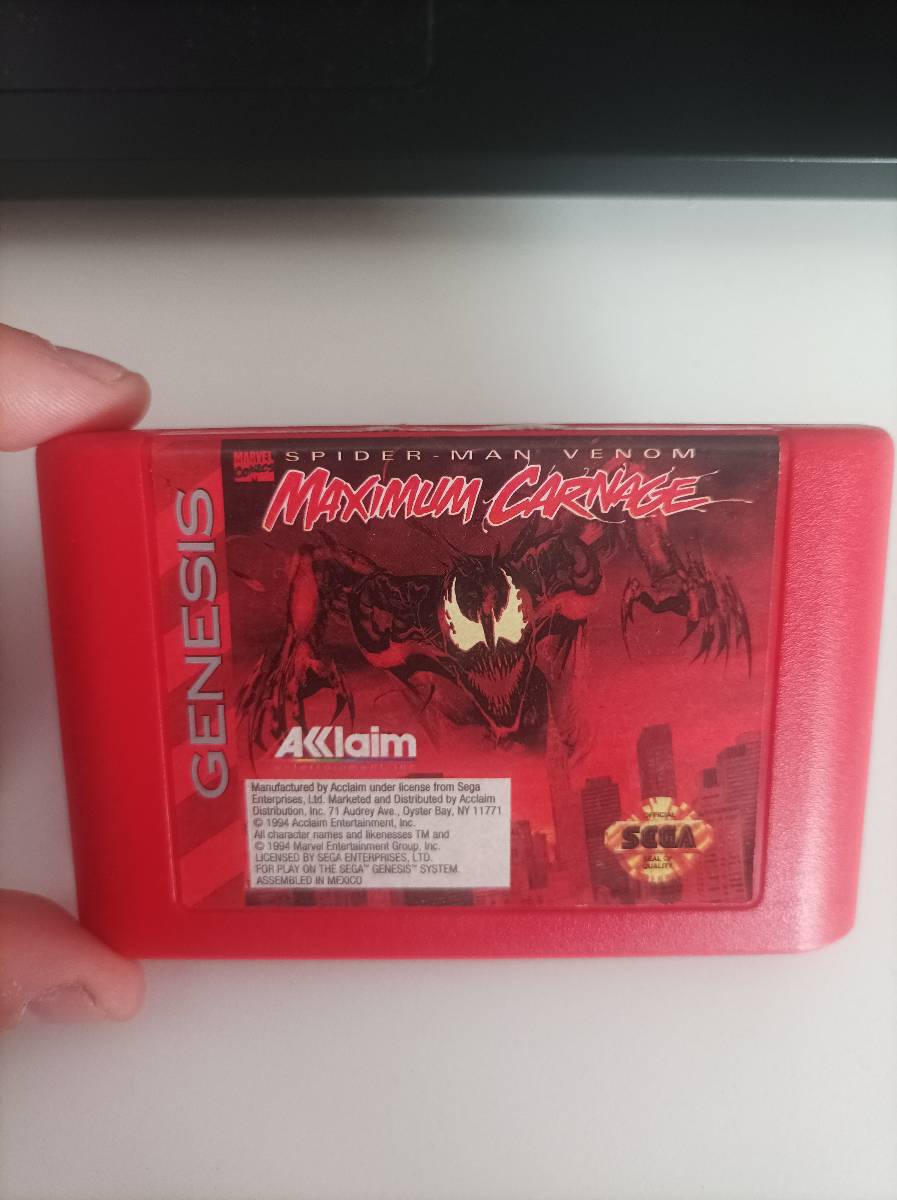 MARVEL
COMICS
SPIDER-MAN VENOM
MAXIMUM CARNAGE
GENESIS
AKKlaim
entertainment inc.
Manufactured by Acclaim under license from Sega
Enterprises, Ltd. Marketed and Distributed by Acclaim
Distribution, Inc. 71 Audrey Ave., Oyster Bay, NY 11771
© 1994 Acclaim Entertainment, Inc.
All character names and likenesses TM and
© 1994 Marvel Entertainment Group, Inc.
LICENSED BY SEGA ENTERPRISES, LTD.
FOR PLAY ON THE SEGA™ GENESIS™ SYSTEM.
ASSEMBLED IN MEXICO
OFFICIAL
SEGA
SEAL OF
QUALITY